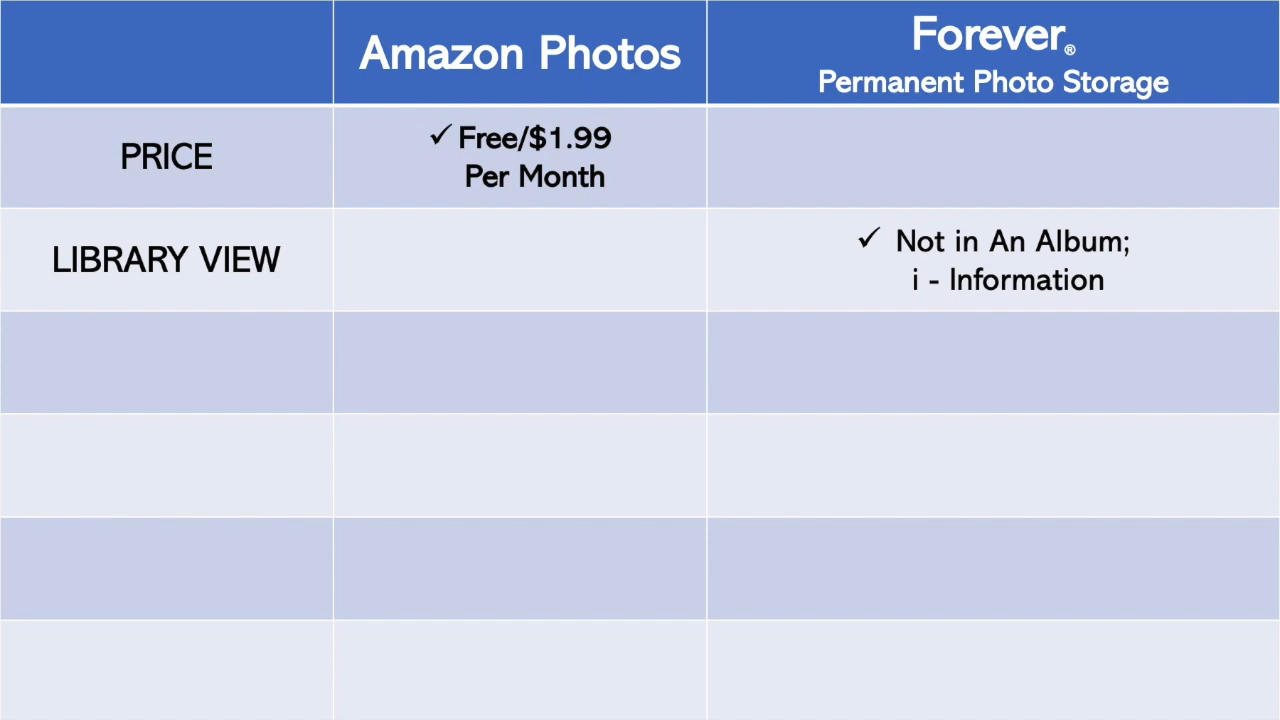 Amazon Photos
Forever®
Permanent Photo Storage
PRICE
✓ Free/$1.99
Per Month
LIBRARY VIEW
✓ Not in An Album;
i - Information